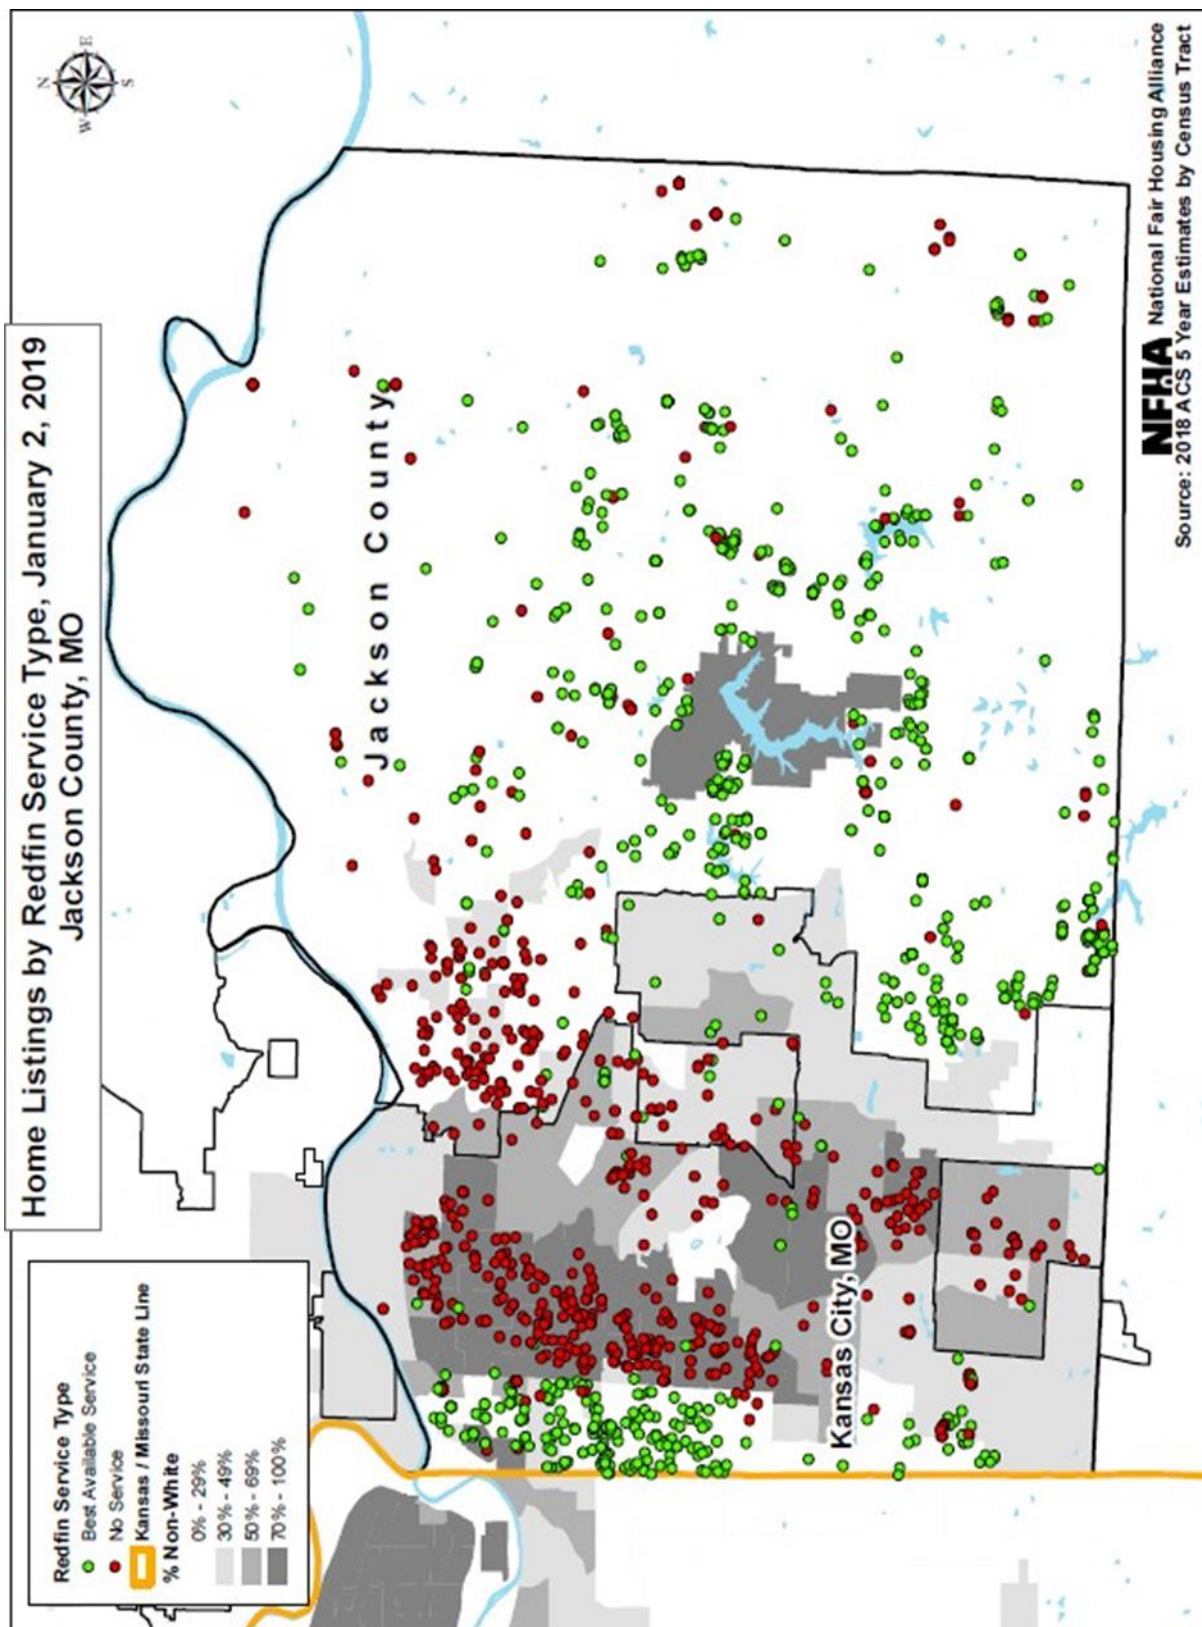 Home Listings by Redfin Service Type, January 2, 2019
Jackson County, MO
N
E
S
W
Redfin Service Type
Best Available Service
No Service
Kansas / Missouri State Line
% Non-White
0% - 29%
30% - 49%
50% - 69%
70% - 100%
Jackson County
Kansas City, MO
NFHA National Fair Housing Alliance
Source: 2018 ACS 5 Year Estimates by Census Tract